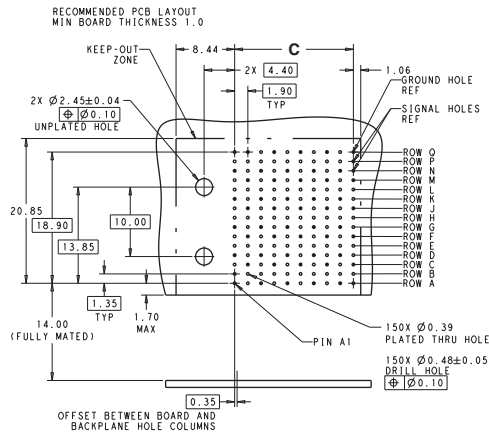 RECOMMENDED PCB LAYOUT
MIN BOARD THICKNESS 1.0
KEEP-OUT
ZONE
8.44
C
2X 4.40
1.06
1.90
TYP
GROUND HOLE
REF
SIGNAL HOLES
REF
2X Ø2.45±0.04
⌖ Ø0.10
UNPLATED HOLE
ROW Q
ROW P
ROW N
ROW M
ROW L
ROW K
ROW J
ROW H
ROW G
ROW F
ROW E
ROW D
ROW C
ROW B
ROW A
20.85
18.90
13.85
10.00
1.35
TYP
1.70
MAX
14.00
(FULLY MATED)
PIN A1
150X Ø0.39
PLATED THRU HOLE
150X Ø0.48±0.05
DRILL HOLE
⌖ Ø0.10
0.35
OFFSET BETWEEN BOARD AND
BACKPLANE HOLE COLUMNS